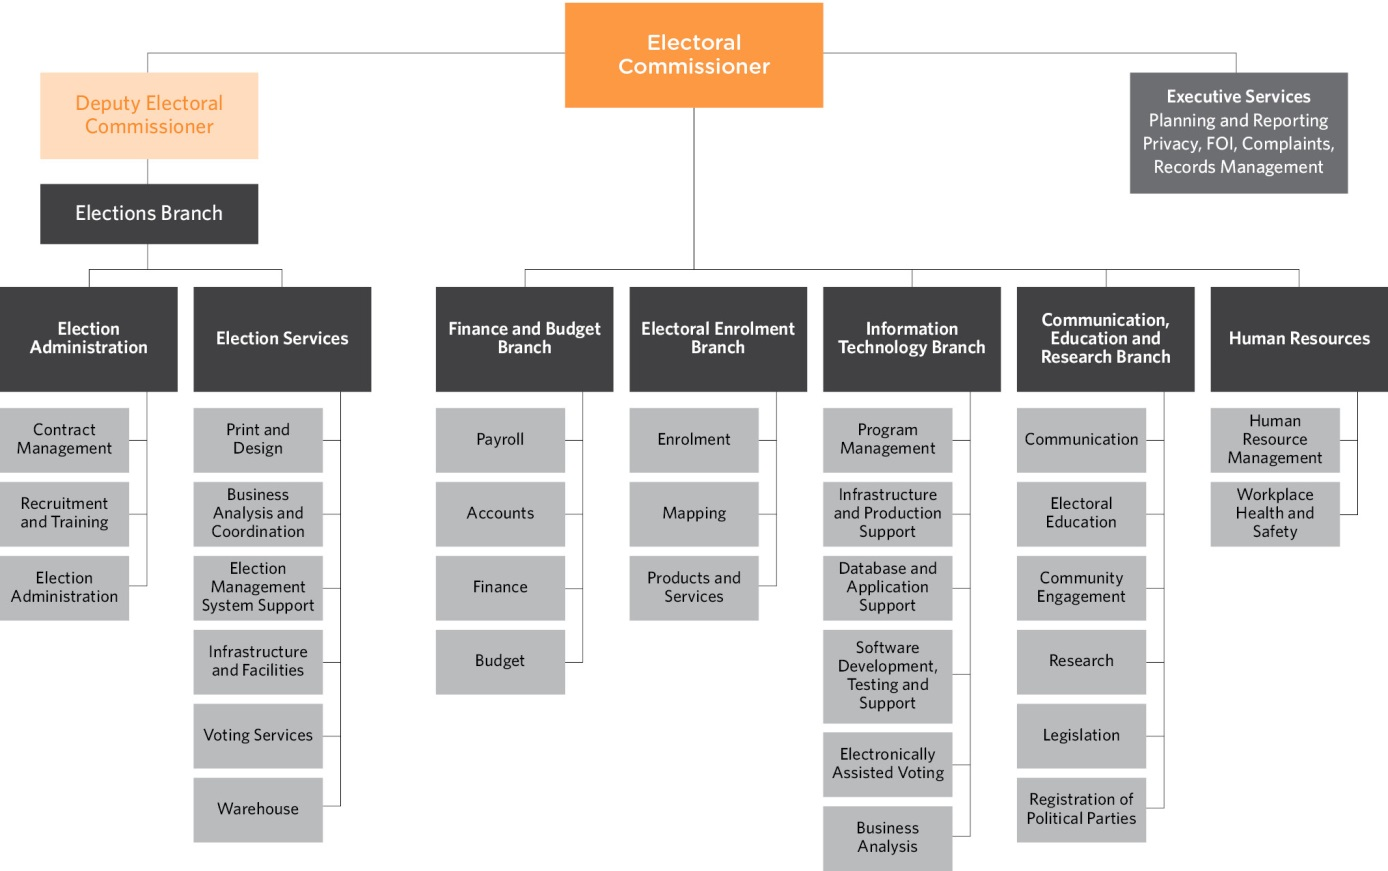 Electoral
Commissioner
Deputy Electoral
Commissioner
Executive Services
Planning and Reporting
Privacy, FOI, Complaints,
Records Management
Elections Branch
Election
Administration
Contract
Management
Recruitment
and Training
Election
Administration
Election Services
Print and
Design
Business
Analysis and
Coordination
Election
Management
System Support
Infrastructure
and Facilities
Voting Services
Warehouse
Finance and Budget
Branch
Payroll
Accounts
Finance
Budget
Electoral Enrolment
Branch
Enrolment
Mapping
Products and
Services
Information
Technology Branch
Program
Management
Infrastructure
and Production
Support
Database and
Application
Support
Software
Development,
Testing and
Support
Electronically
Assisted Voting
Business
Analysis
Communication,
Education and
Research Branch
Communication
Electoral
Education
Community
Engagement
Research
Legislation
Registration of
Political Parties
Human Resources
Human
Resource
Management
Workplace
Health and
Safety